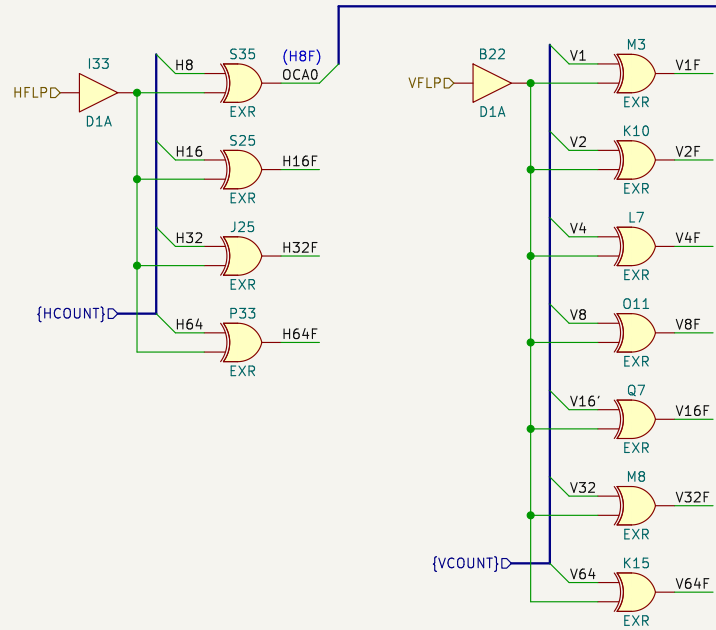 I33
HFLP
D1A
H8
S35
(H8F)
OCA0
EXR
H16
S25
H16F
EXR
H32
J25
H32F
EXR
{HCOUNT}
H64
P33
H64F
EXR
B22
VFLP
D1A
V1
M3
V1F
EXR
V2
K10
V2F
EXR
V4
L7
V4F
EXR
V8
O11
V8F
EXR
V16'
Q7
V16F
EXR
V32
M8
V32F
EXR
{VCOUNT}
V64
K15
V64F
EXR